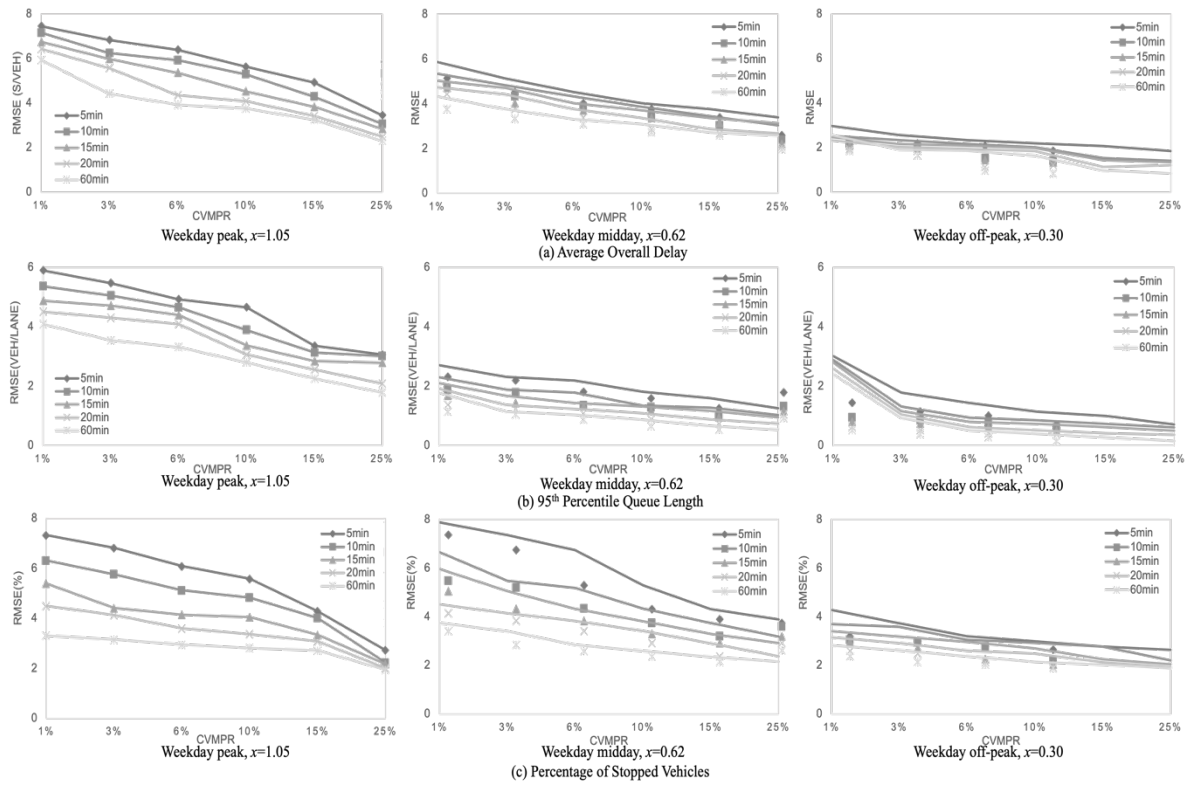 8
6
4
2
0
RMSE (S/VEH)
5min
10min
15min
20min
60min
1% 3% 6% 10% 15% 25%
CVMPR
Weekday peak, x=1.05
8
6
4
2
0
RMSE
5min
10min
15min
20min
60min
1% 3% 6% 10% 15% 25%
CVMPR
Weekday midday, x=0.62
8
6
4
2
0
RMSE
5min
10min
15min
20min
60min
1% 3% 6% 10% 15% 25%
CVMPR
Weekday off-peak, x=0.30
(a) Average Overall Delay
6
4
2
0
RMSE(VEH/LANE)
5min
10min
15min
20min
60min
1% 3% 6% 10% 15% 25%
CVMPR
Weekday peak, x=1.05
6
4
2
0
RMSE(VEH/LANE)
5min
10min
15min
20min
60min
1% 3% 6% 10% 15% 25%
CVMPR
Weekday midday, x=0.62
6
4
2
0
RMSE(VEH/LANE)
5min
10min
15min
20min
60min
1% 3% 6% 10% 15% 25%
CVMPR
Weekday off-peak, x=0.30
(b) 95th Percentile Queue Length
8
6
4
2
0
RMSE(%)
5min
10min
15min
20min
60min
1% 3% 6% 10% 15% 25%
CVMPR
Weekday peak, x=1.05
8
6
4
2
0
RMSE(%)
5min
10min
15min
20min
60min
1% 3% 6% 10% 15% 25%
CVMPR
Weekday midday, x=0.62
8
6
4
2
0
RMSE(%)
5min
10min
15min
20min
60min
1% 3% 6% 10% 15% 25%
CVMPR
Weekday off-peak, x=0.30
(c) Percentage of Stopped Vehicles